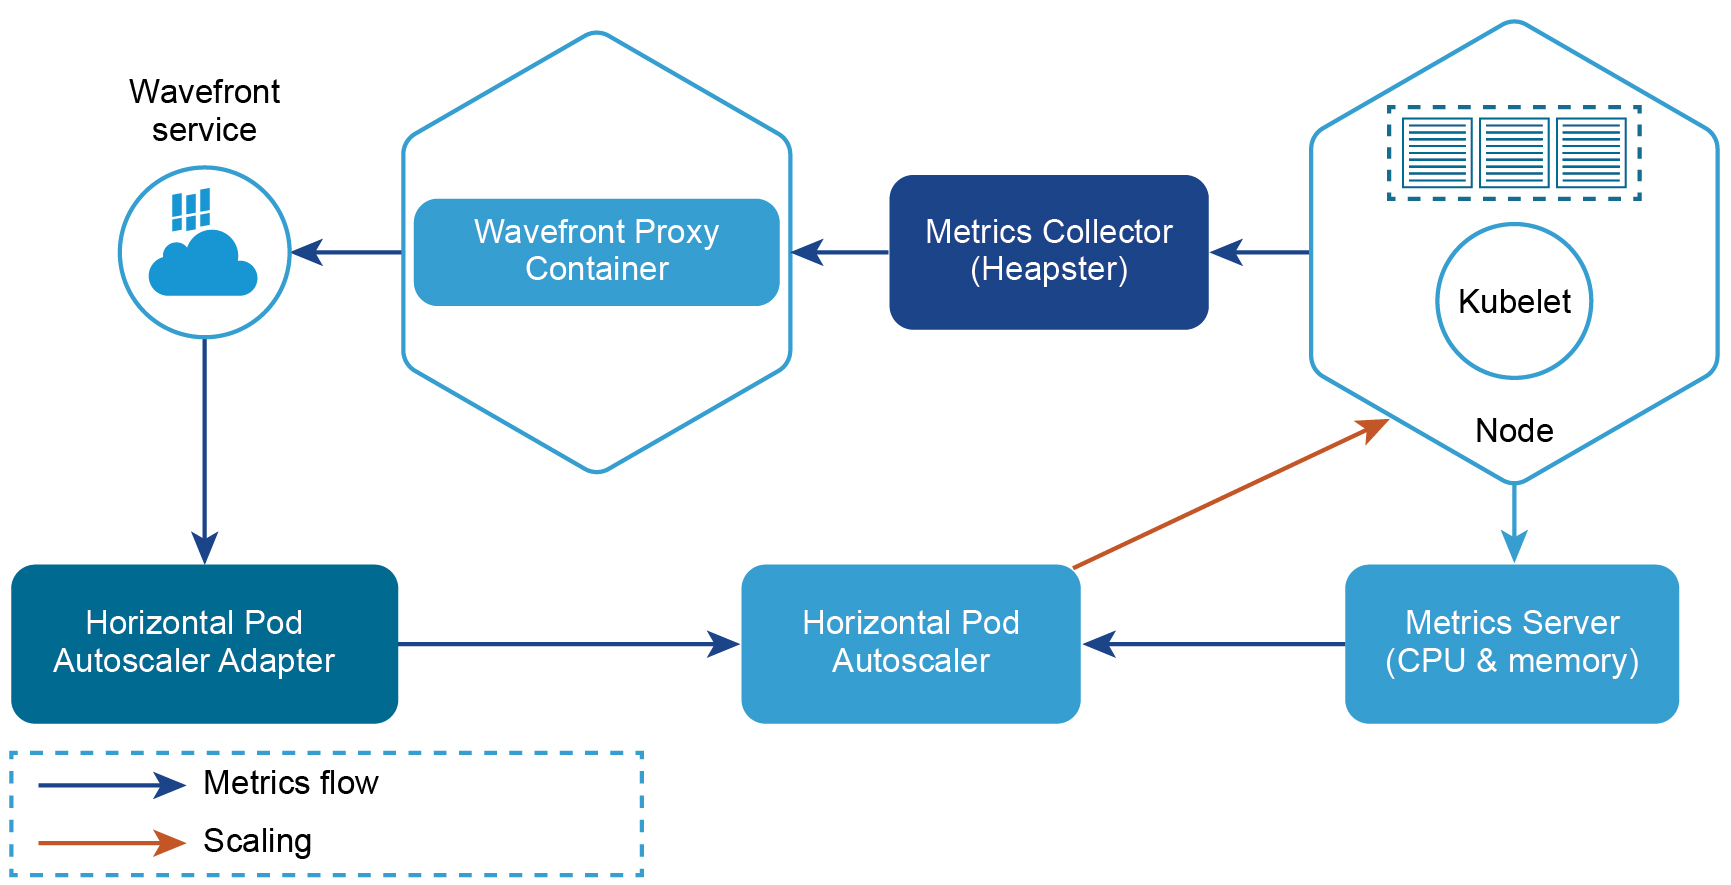 Wavefront
service
Wavefront Proxy
Container
Metrics Collector
(Heapster)
Kubelet
Node
Horizontal Pod
Autoscaler Adapter
Horizontal Pod
Autoscaler
Metrics Server
(CPU & memory)
Metrics flow
Scaling